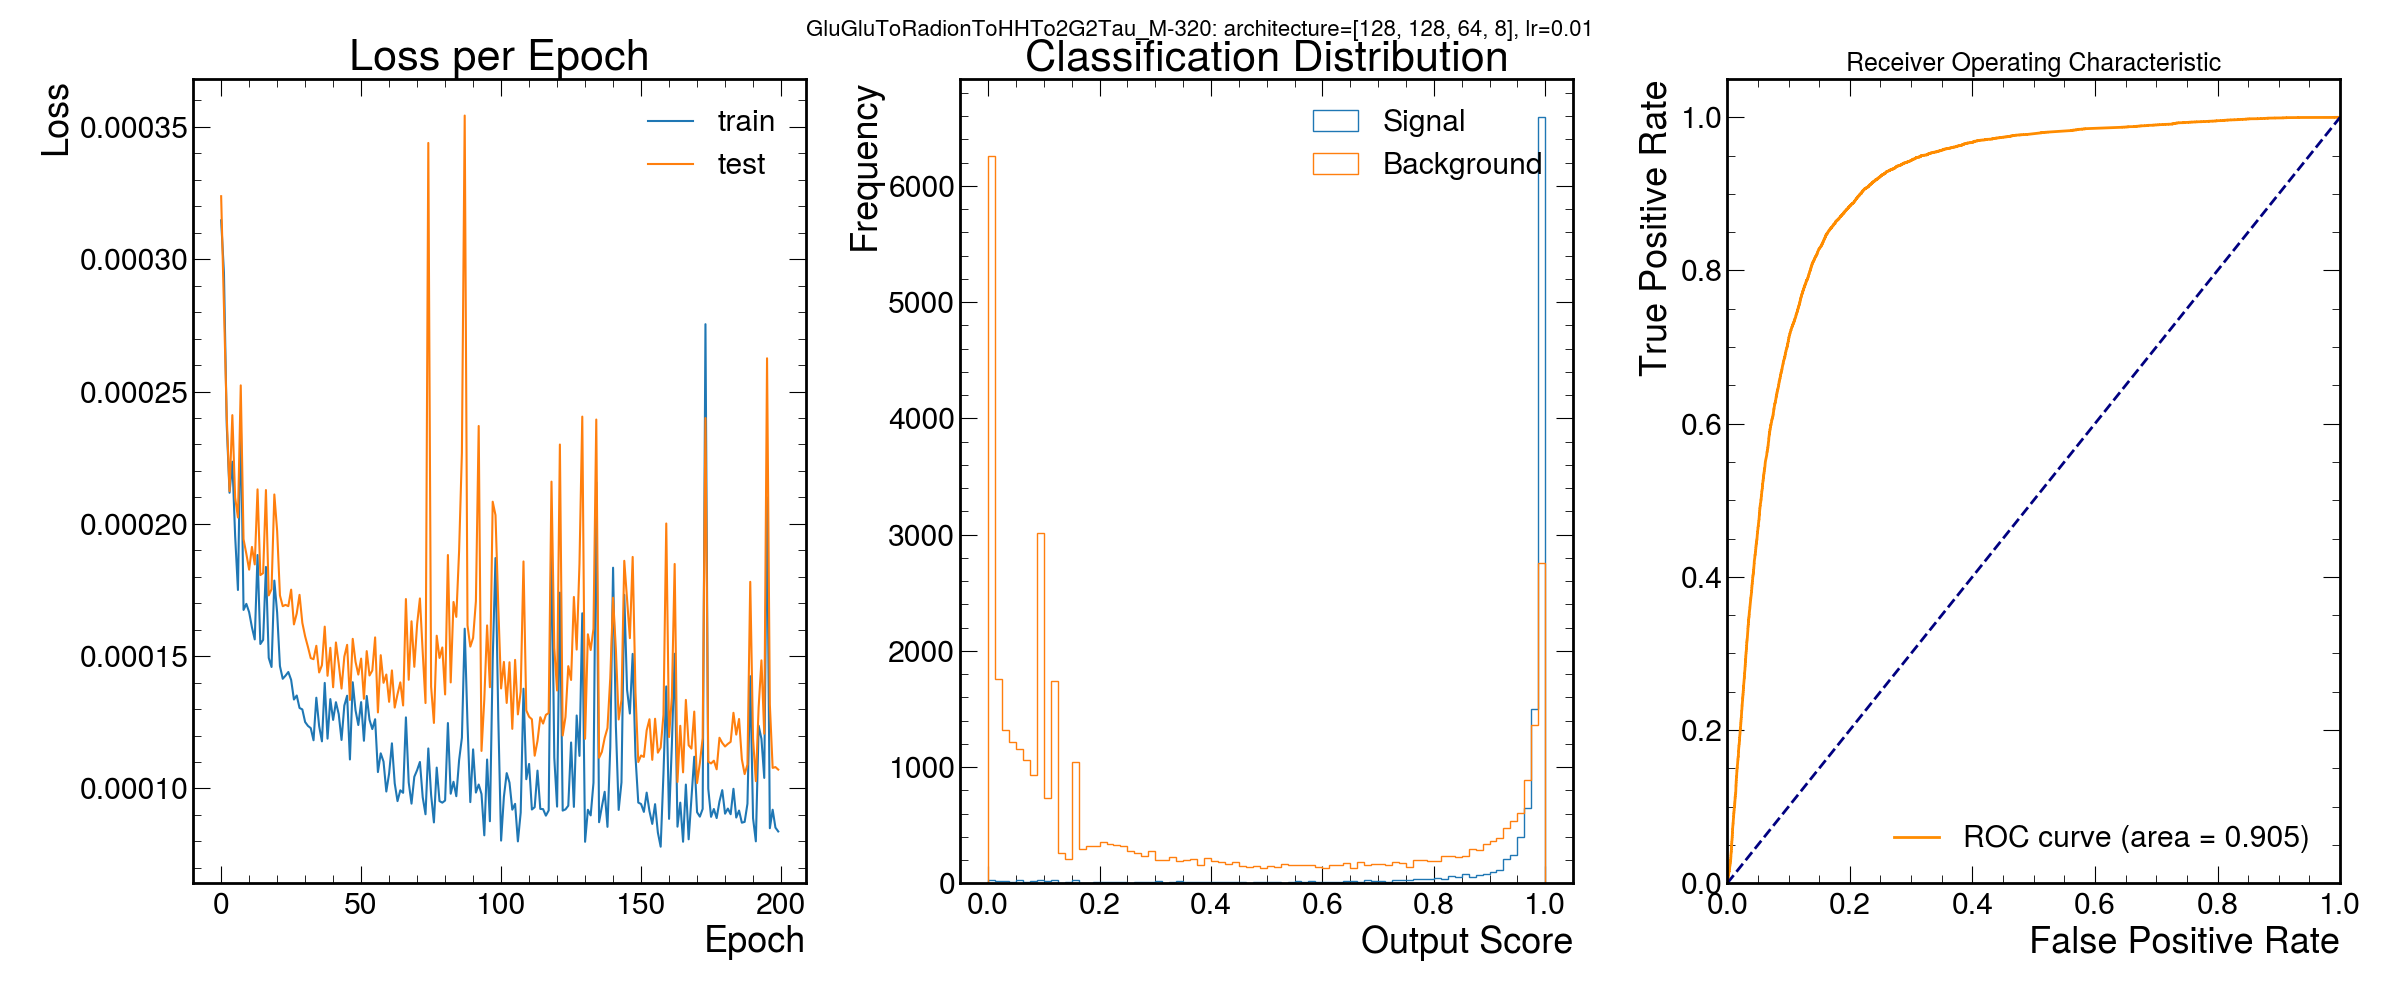 GluGluToRadionToHHTo2G2Tau_M-320: architecture=[128, 128, 64, 8], lr=0.01
Loss per Epoch
Loss
0.00035
0.00030
0.00025
0.00020
0.00015
0.00010
train
test
0 50 100 150 200
Epoch
Classification Distribution
Frequency
6000
5000
4000
3000
2000
1000
0
Signal
Background
0.0 0.2 0.4 0.6 0.8 1.0
Output Score
Receiver Operating Characteristic
True Positive Rate
1.0
0.8
0.6
0.4
0.2
0.0
ROC curve (area = 0.905)
0.0 0.2 0.4 0.6 0.8 1.0
False Positive Rate